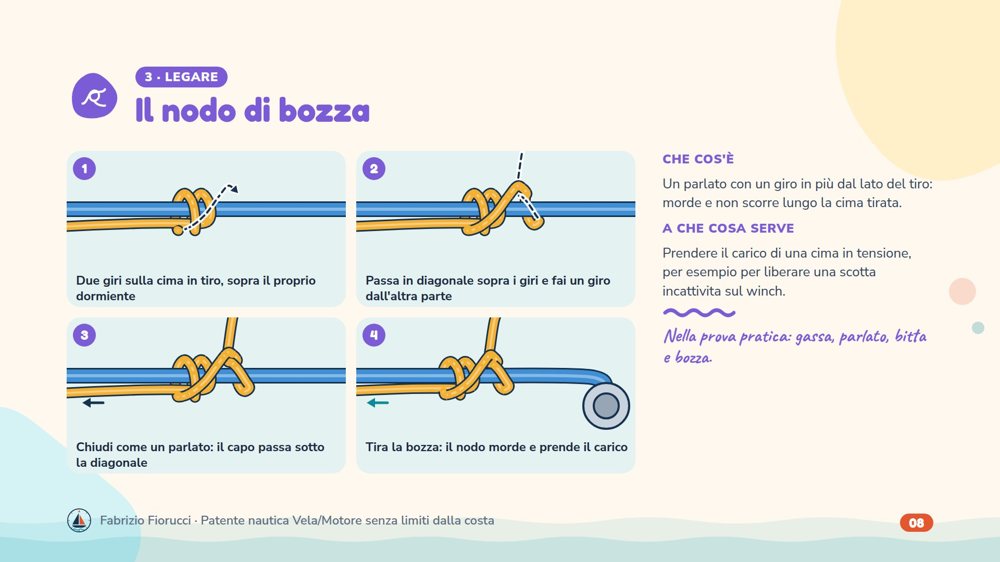 3 · LEGARE
Il nodo di bozza
1
Due giri sulla cima in tiro, sopra il proprio
dormiente
2
Passa in diagonale sopra i giri e fai un giro
dall'altra parte
3
Chiudi come un parlato: il capo passa sotto
la diagonale
4
Tira la bozza: il nodo morde e prende il carico
CHE COS'È
Un parlato con un giro in più dal lato del tiro:
morde e non scorre lungo la cima tirata.
A CHE COSA SERVE
Prendere il carico di una cima in tensione,
per esempio per liberare una scotta
incattivita sul winch.
Nella prova pratica: gassa, parlato, bitta
e bozza.
Fabrizio Fiorucci · Patente nautica Vela/Motore senza limiti dalla costa
08